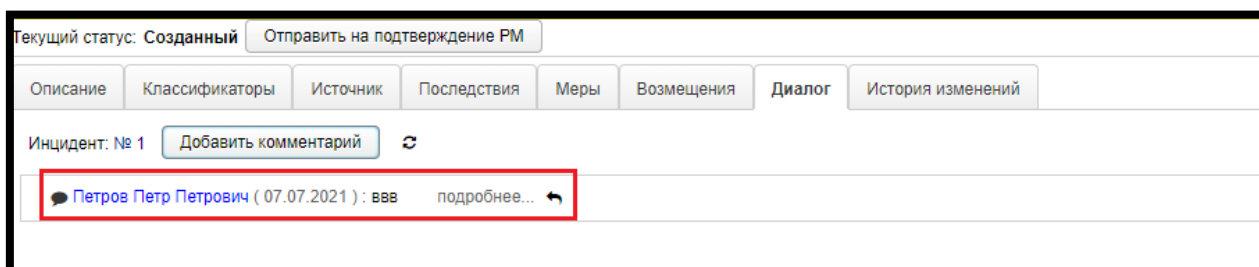 Текущий статус: Созданный Отправить на подтверждение РМ
Описание Классификаторы Источник Последствия Меры Возмещения Диалог История изменений
Инцидент: № 1 Добавить комментарий
Петров Петр Петрович ( 07.07.2021 ) : ввв подробнее...